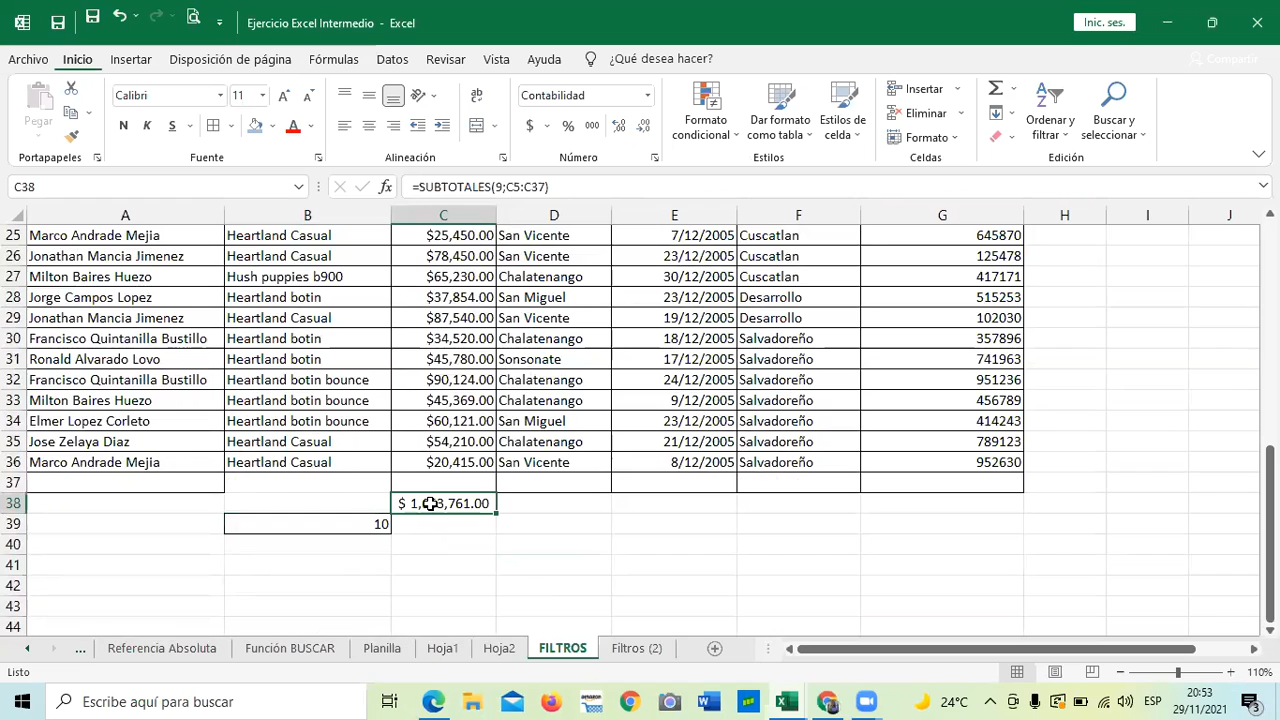 Ejercicio Excel Intermedio - Excel
Inic. ses.
Archivo Inicio Insertar Disposición de página Fórmulas Datos Revisar Vista Ayuda ¿Qué desea hacer? Compartir
Pegar
Portapapeles
Calibri 11
N K S
Fuente
Alineación
Contabilidad
$ % 000
Número
Formato condicional
Dar formato como tabla
Estilos de celda
Estilos
Insertar
Eliminar
Formato
Celdas
Ordenar y filtrar
Buscar y seleccionar
Edición
C38 =SUBTOTALES(9;C5:C37)
A B C D E F G H I J
25 Marco Andrade Mejia Heartland Casual $25,450.00 San Vicente 7/12/2005 Cuscatlan 645870
26 Jonathan Mancia Jimenez Heartland Casual $78,450.00 San Vicente 23/12/2005 Cuscatlan 125478
27 Milton Baires Huezo Hush puppies b900 $65,230.00 Chalatenango 30/12/2005 Cuscatlan 417171
28 Jorge Campos Lopez Heartland botin $37,854.00 San Miguel 23/12/2005 Desarrollo 515253
29 Jonathan Mancia Jimenez Heartland botin $87,540.00 San Vicente 19/12/2005 Desarrollo 102030
30 Francisco Quintanilla Bustillo Heartland botin $34,520.00 Chalatenango 18/12/2005 Salvadoreño 357896
31 Ronald Alvarado Lovo Heartland botin $45,780.00 Sonsonate 17/12/2005 Salvadoreño 741963
32 Francisco Quintanilla Bustillo Heartland botin bounce $90,124.00 Chalatenango 24/12/2005 Salvadoreño 951236
33 Milton Baires Huezo Heartland botin bounce $45,369.00 Chalatenango 9/12/2005 Salvadoreño 456789
34 Elmer Lopez Corleto Heartland botin bounce $60,121.00 San Miguel 23/12/2005 Salvadoreño 414243
35 Jose Zelaya Diaz Heartland Casual $54,210.00 Chalatenango 21/12/2005 Salvadoreño 789123
36 Marco Andrade Mejia Heartland Casual $20,415.00 San Vicente 8/12/2005 Salvadoreño 952630
37
38
39 10
40
41
42
43
44
... Referencia Absoluta Función BUSCAR Planilla Hoja1 Hoja2 FILTROS Filtros (2)
Listo 110%
Escribe aquí para buscar 24°C ESP 20:53
29/11/2021 3